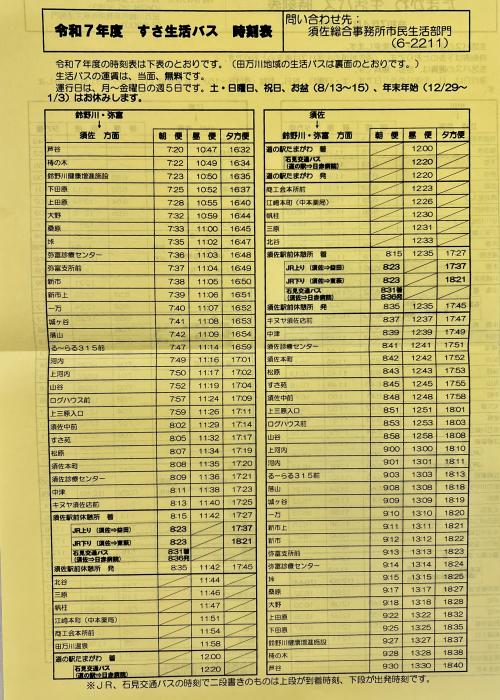 令和7年度　すさ生活バス　時刻表
問い合わせ先：
須佐総合事務所市民生活部門
(6-2211)
令和7年度の時刻表は下表のとおりです。（田万川地域の生活バスは裏面のとおりです。）
生活バスの運賃は、当面、無料です。
運行日は、月～金曜日の週５日です。土・日曜日、祝日、お盆（8/13～15）、年末年始（12/29～
1/3）はお休みします。
鈴野川・弥富
↓
須佐　方面 朝　便 昼　便 夕方便
芦谷 7:20 10:47 16:32
柿の木 7:22 10:49 16:34
鈴野川健康増進施設 7:23 10:50 16:35
下田原 7:25 10:52 16:37
上田原 7:28 10:55 16:40
大野 7:32 10:59 16:44
桑原 7:33 11:00 16:45
垰 7:35 11:02 16:47
弥富診療センター 7:36 11:03 16:48
弥富支所前 7:37 11:04 16:49
新市 7:38 11:05 16:50
新市上 7:39 11:06 16:51
一万 7:40 11:07 16:52
城ヶ谷 7:41 11:08 16:53
蕩山 7:42 11:09 16:54
る～らる３１５前 7:47 11:14 16:59
河内 7:49 11:16 17:01
上河内 7:50 11:17 17:02
山谷 7:52 11:19 17:04
ログハウス前 7:57 11:24 17:09
上三原入口 7:59 11:26 17:11
須佐中前 8:02 11:29 17:14
すさ苑 8:05 11:32 17:17
松原 8:07 11:34 17:19
須佐本町 8:08 11:35 17:20
須佐診療センター 8:09 11:36 17:21
中津 8:11 11:38 17:23
キヌヤ須佐店前 8:13 11:40 17:25
須佐駅前休憩所　着 8:15 11:42 17:27
JR上り（須佐⇒益田） 8:23 17:37
JR下り（須佐⇒東萩） 8:23 18:21
石見交通バス
（須佐⇒日赤病院） 8:31着
8:36発
須佐駅前休憩所　発 8:35 11:42 17:45
北谷 11:44
三原 11:46
帆柱 11:47
江崎本町（中本薬局） 11:51
商工会本所前 11:54
田万川温泉 11:58
道の駅たまがわ　着 12:00
石見交通バス
（須佐⇒日赤病院） 12:20
須佐
↓
鈴野川・弥富　方面 朝　便 昼　便 夕方便
道の駅たまがわ　着 12:00
石見交通バス
（道の駅⇒日赤病院） 12:20
道の駅たまがわ　発 12:20
商工会本所前 12:23
江崎本町（中本薬局） 12:26
帆柱 12:30
三原 12:31
北谷 12:33
須佐駅前休憩所　着 8:15 12:35 17:27
JR上り（須佐⇒益田） 8:23 17:37
JR下り（須佐⇒東萩） 8:23 18:21
石見交通バス
（須佐⇒日赤病院） 8:31着
8:36発
須佐駅前休憩所　発 8:35 12:35 17:45
キヌヤ須佐店前 8:37 12:37 17:47
中津 8:39 12:39 17:49
須佐診療センター 8:41 12:41 17:51
須佐本町 8:42 12:42 17:52
松原 8:43 12:43 17:53
すさ苑 8:45 12:45 17:55
須佐中前 8:48 12:48 17:58
上三原入口 8:51 12:51 18:01
ログハウス前 8:53 12:53 18:03
山谷 8:58 12:58 18:08
上河内 9:00 13:00 18:10
河内 9:01 13:01 18:11
る～らる３１５前 9:03 13:03 18:13
蕩山 9:08 13:08 18:18
城ヶ谷 9:09 13:09 18:19
一万 9:10 13:10 18:20
新市上 9:11 13:11 18:21
新市 9:12 13:12 18:22
弥富支所前 9:13 13:13 18:23
弥富診療センター 9:14 13:14 18:24
垰 9:15 13:15 18:25
桑原 9:17 13:17 18:27
大野 9:18 13:18 18:28
上田原 9:22 13:22 18:32
下田原 9:25 13:25 18:35
鈴野川健康増進施設 9:27 13:27 18:37
柿の木 9:28 13:28 18:38
芦谷 9:30 13:30 18:40
※ＪＲ、石見交通バスの時刻で二段書きのものは上段が到着時刻、下段が出発時刻です。